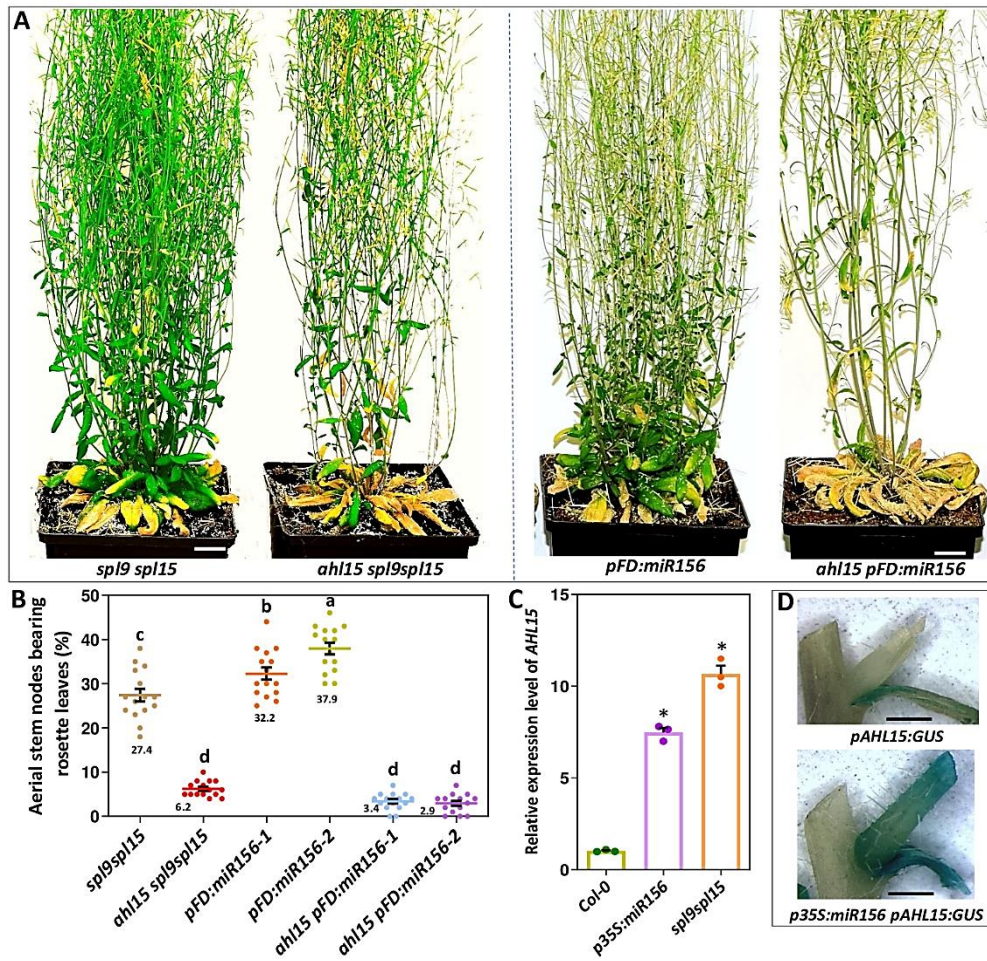 A
spl9 spl15
ahl15 spl9spl15
pFD:miR156
ahl15 pFD:miR156
B
Aerial stem nodes bearing
rosette leaves (%)
50
40
30
20
10
0
c
27.4
d
6.2
b
32.2
a
37.9
d
3.4
d
2.9
spl9spl15
ahl15 spl9spl15
pFD:miR156-1
pFD:miR156-2
ahl15 pFD:miR156-1
ahl15 pFD:miR156-2
C
Relative expression level of AHL15
15
10
5
0
*
*
Col-0
p35S:miR156
spl9spl15
D
pAHL15:GUS
p35S:miR156 pAHL15:GUS